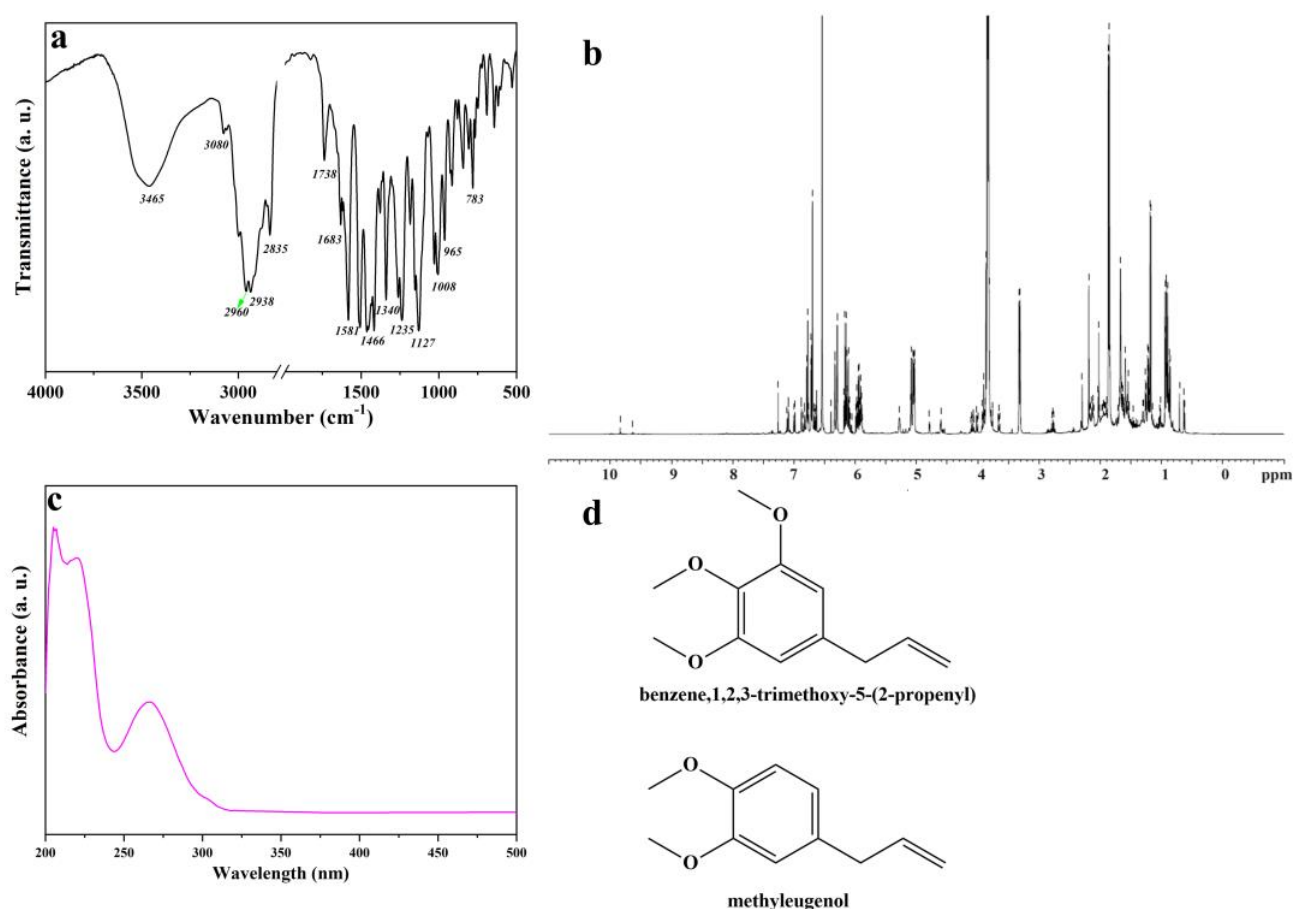 a
Transmittance (a. u.)
3465
3080
2960
2938
2835
1738
1683
1581
1466
1340
1235
1127
1008
965
783
4000 3500 3000 1500 1000 500
Wavenumber (cm⁻¹)
b
10 9 8 7 6 5 4 3 2 1 0 ppm
c
Absorbance (a. u.)
200 250 300 350 400 450 500
Wavelength (nm)
d
O
O
O
benzene,1,2,3-trimethoxy-5-(2-propenyl)
O
O
methyleugenol